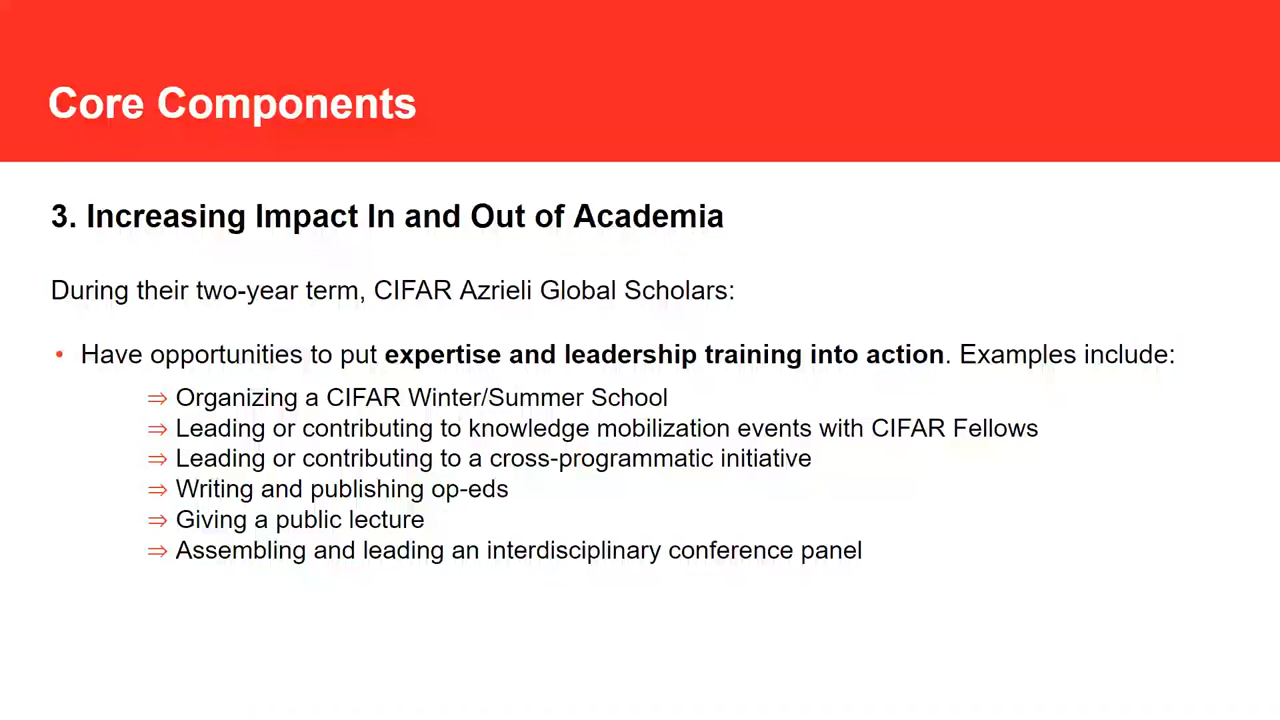 Core Components
3. Increasing Impact In and Out of Academia
During their two-year term, CIFAR Azrieli Global Scholars:
• Have opportunities to put expertise and leadership training into action. Examples include:
⇒ Organizing a CIFAR Winter/Summer School
⇒ Leading or contributing to knowledge mobilization events with CIFAR Fellows
⇒ Leading or contributing to a cross-programmatic initiative
⇒ Writing and publishing op-eds
⇒ Giving a public lecture
⇒ Assembling and leading an interdisciplinary conference panel